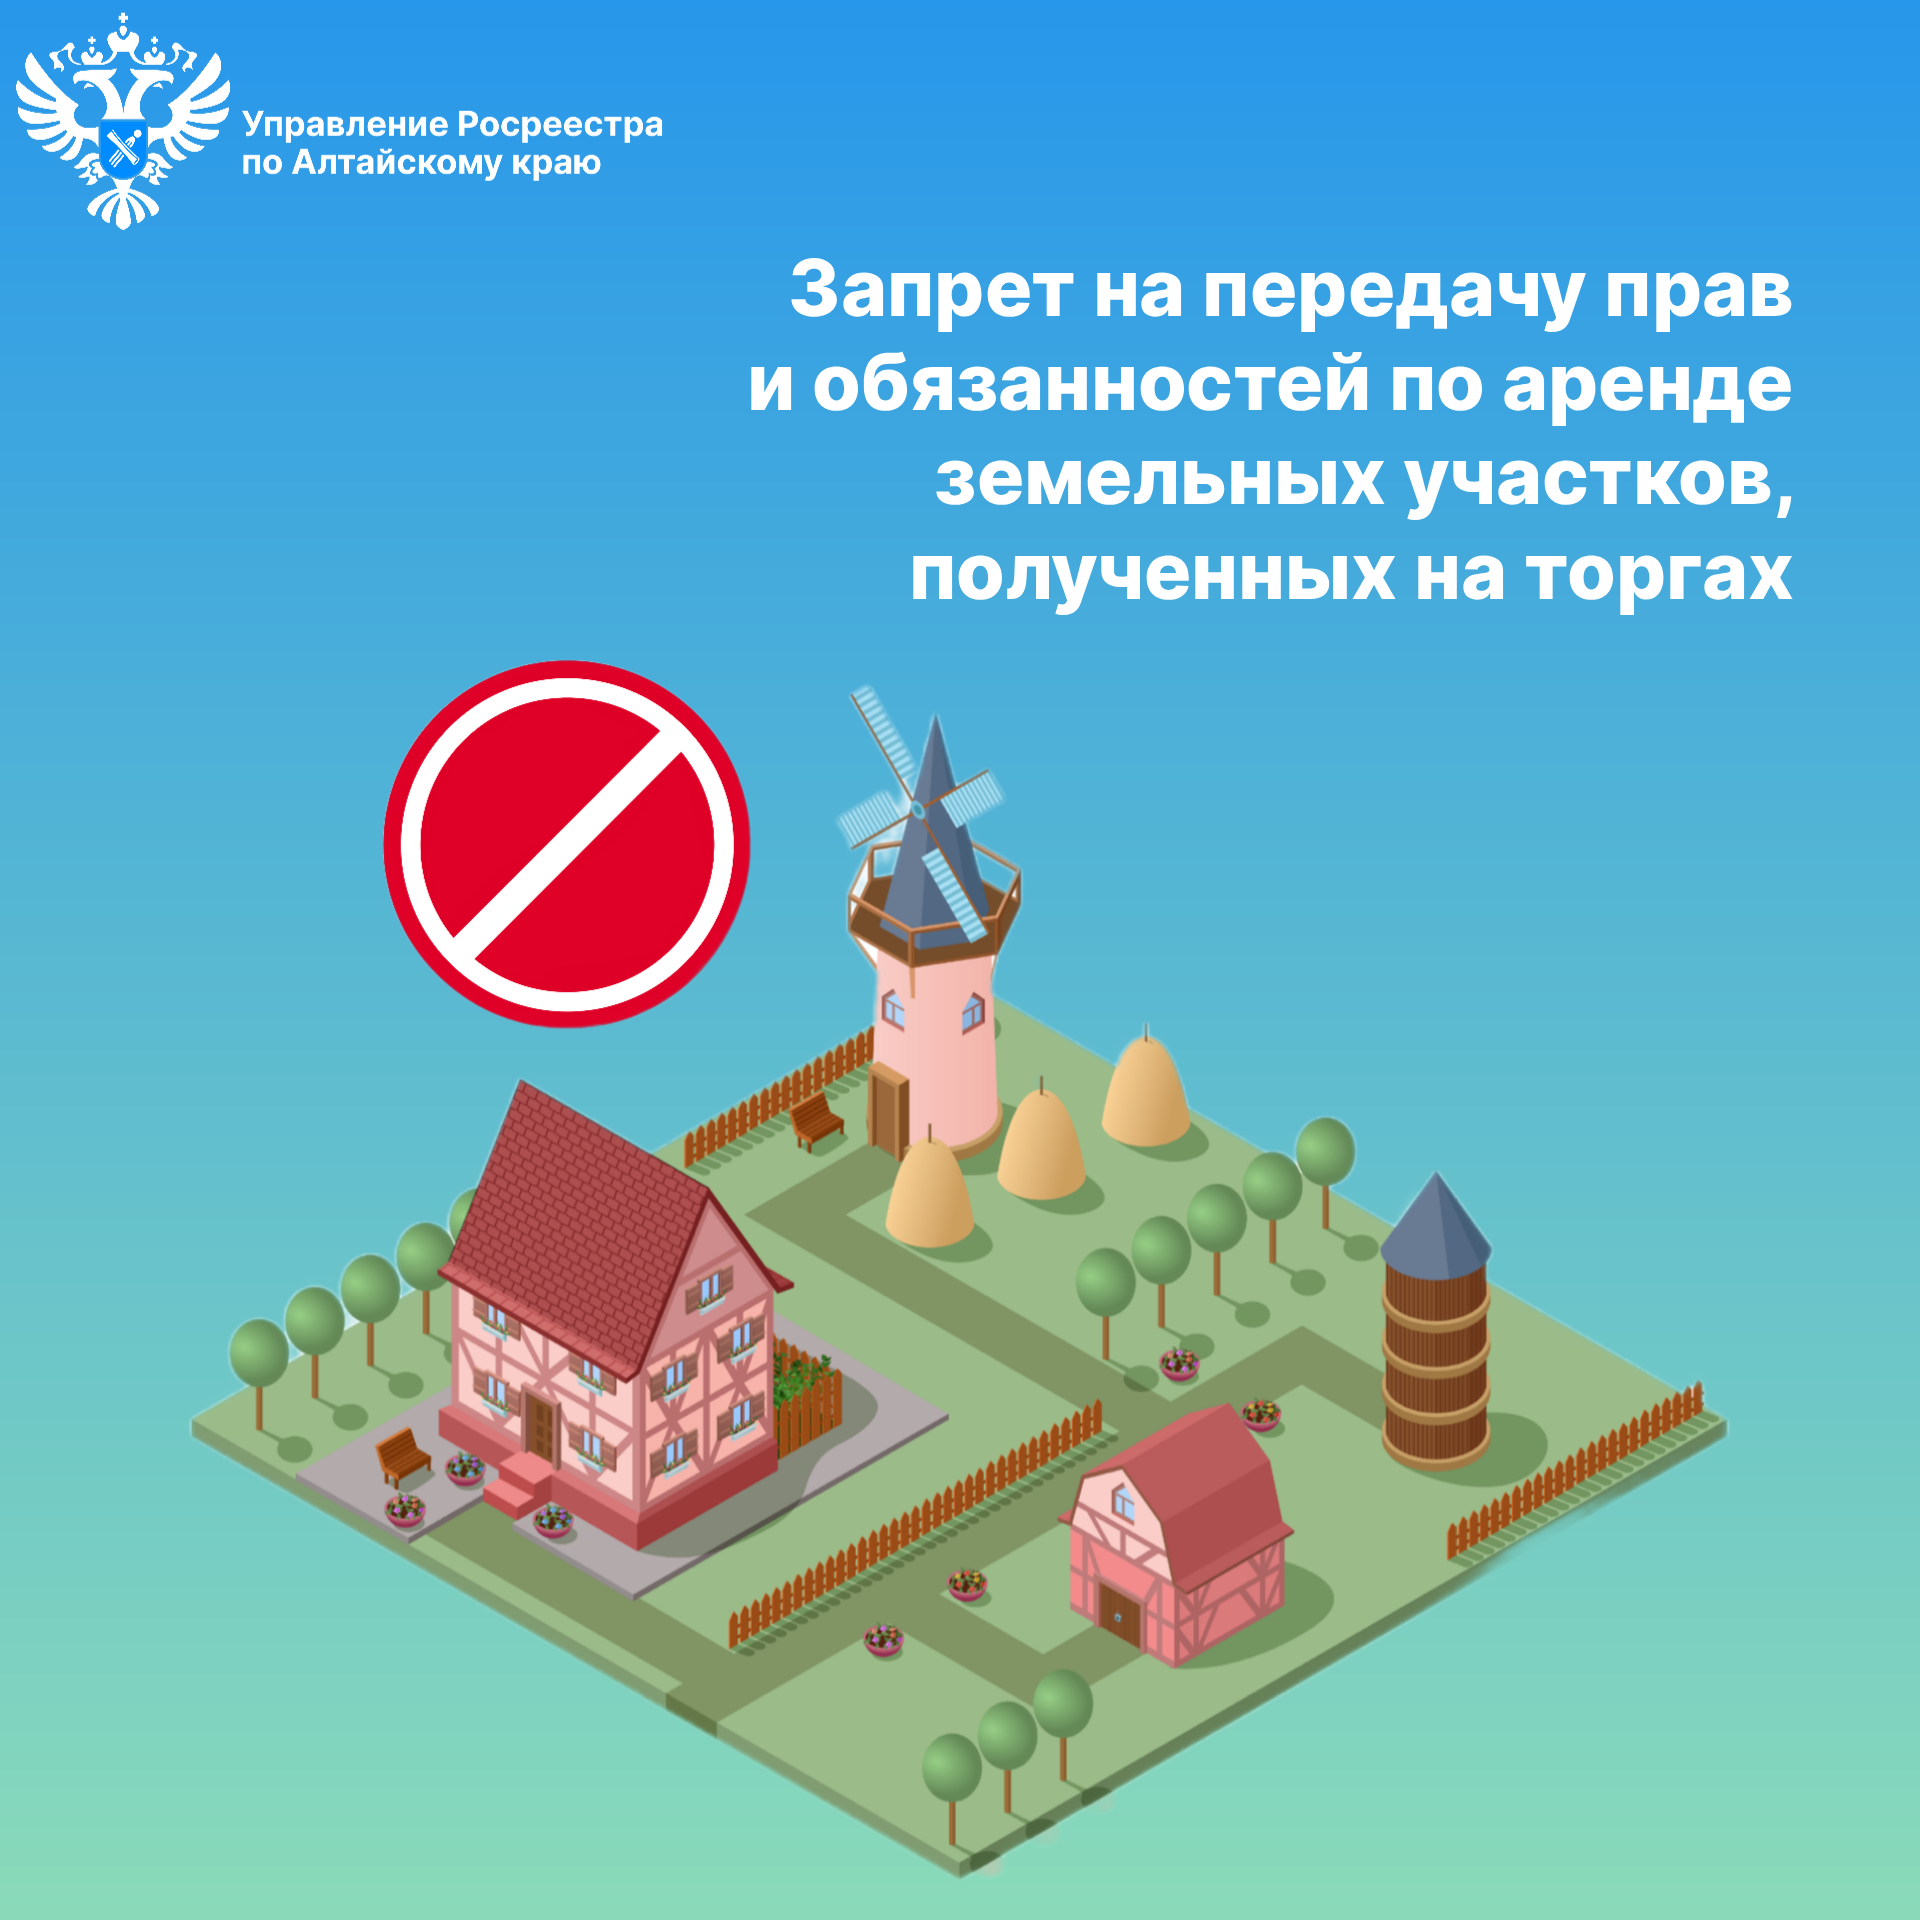 Управление Росреестра
по Алтайскому краю
Запрет на передачу прав
и обязанностей по аренде
земельных участков,
полученных на торгах